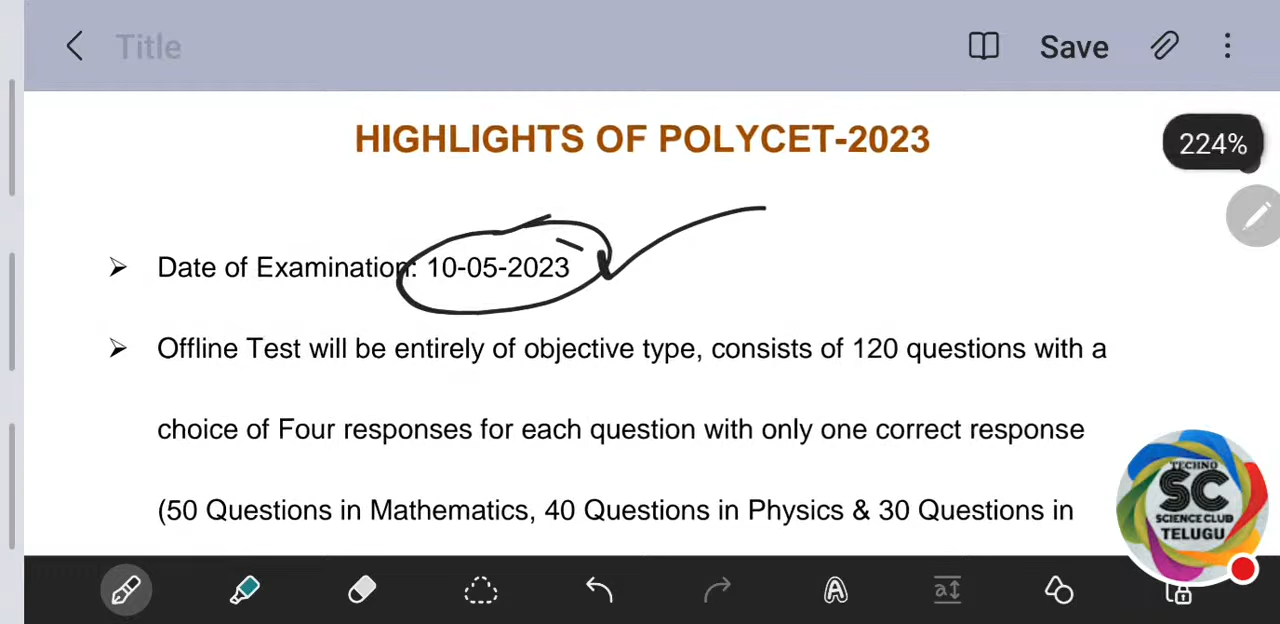 Title
Save
HIGHLIGHTS OF POLYCET-2023
224%
➢ Date of Examination: 10-05-2023
➢ Offline Test will be entirely of objective type, consists of 120 questions with a
choice of Four responses for each question with only one correct response
(50 Questions in Mathematics, 40 Questions in Physics & 30 Questions in
TECHNO
SC
SCIENCE CLUB
TELUGU
A
a